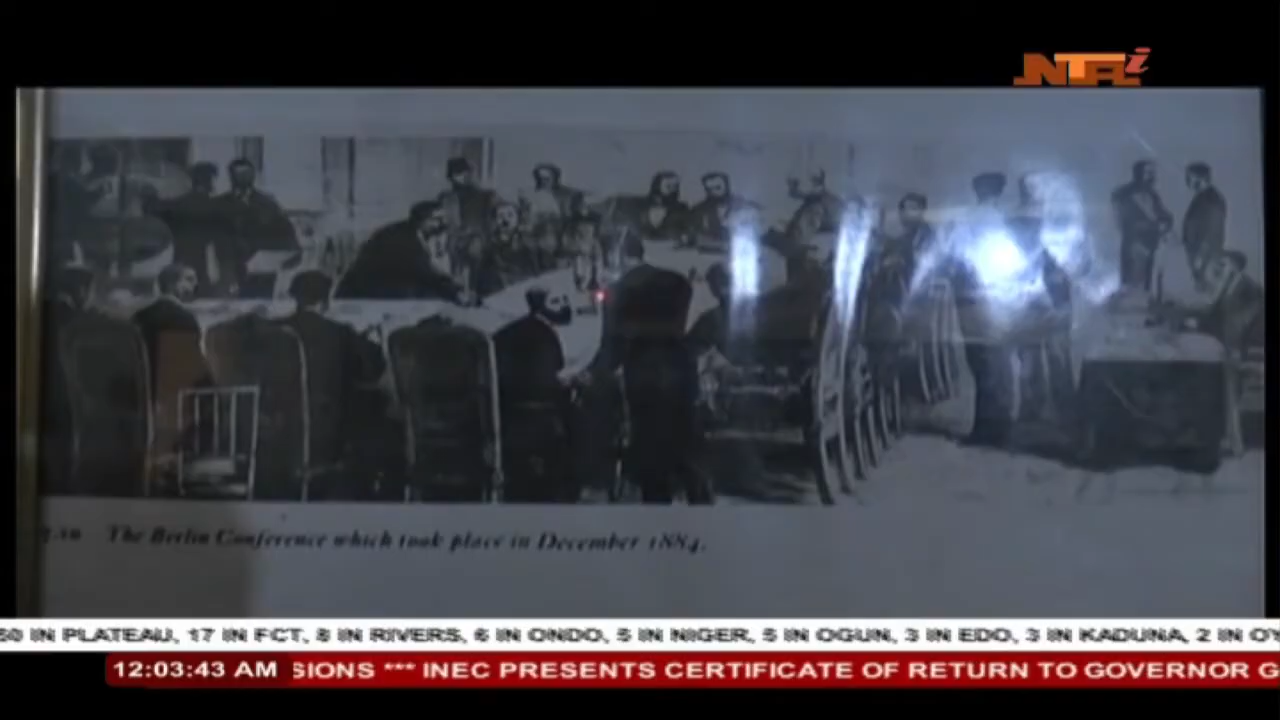 NTAi
The Berlin Conference which took place in December 1884.
IN PLATEAU, 17 IN FCT, 8 IN RIVERS, 6 IN ONDO, 5 IN NIGER, 5 IN OGUN, 3 IN EDO, 3 IN KADUNA, 2 IN
12:03:43 AM SIONS *** INEC PRESENTS CERTIFICATE OF RETURN TO GOVERNOR G